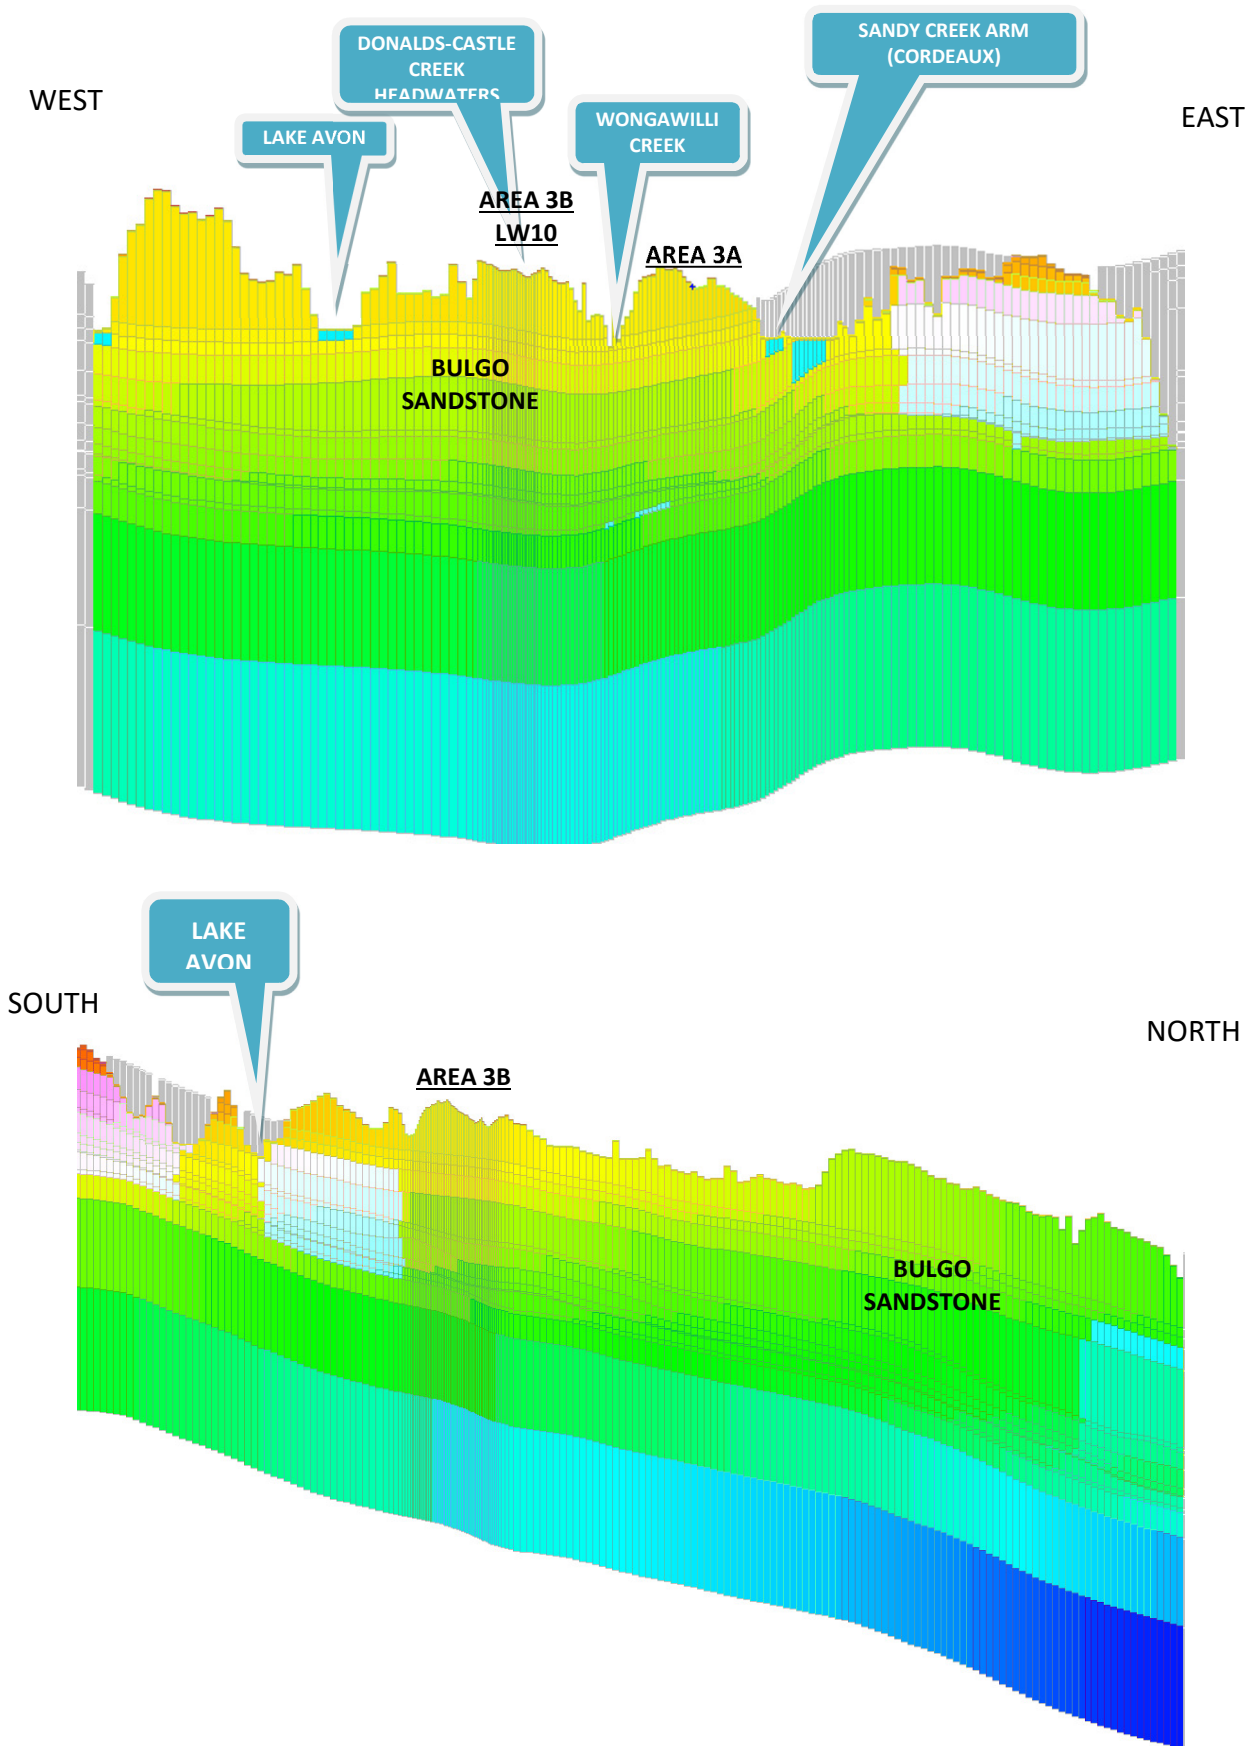 DONALDS-CASTLE
CREEK
HEADWATERS
SANDY CREEK ARM
(CORDEAUX)
WEST
EAST
LAKE AVON
WONGAWILLI
CREEK
AREA 3B
LW10
AREA 3A
BULGO
SANDSTONE
LAKE
AVON
SOUTH
NORTH
AREA 3B
BULGO
SANDSTONE